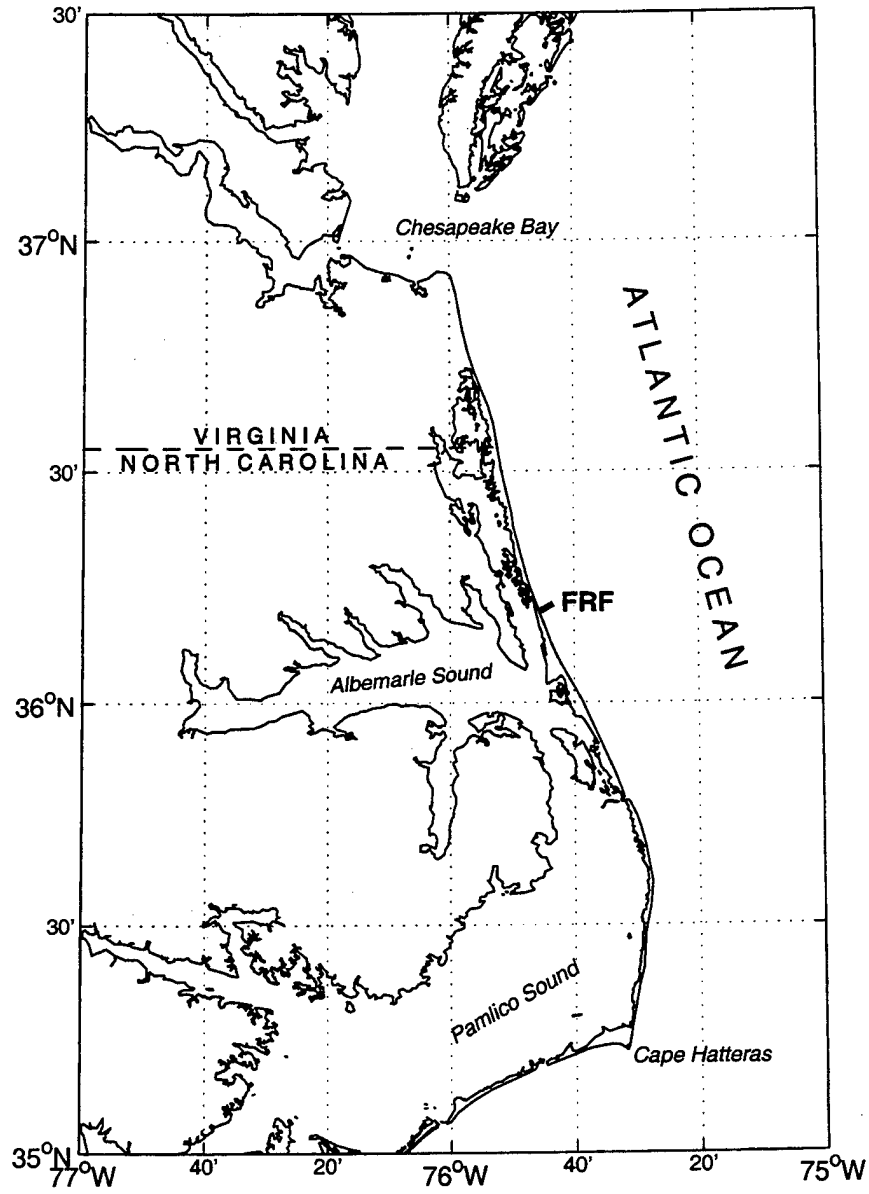 30'
Chesapeake Bay
37°N
ATLANTIC OCEAN
VIRGINIA
NORTH CAROLINA
30'
FRF
Albemarle Sound
36°N
30'
Pamlico Sound
Cape Hatteras
35°N
77°W 40' 20' 76°W 40' 20' 75°W